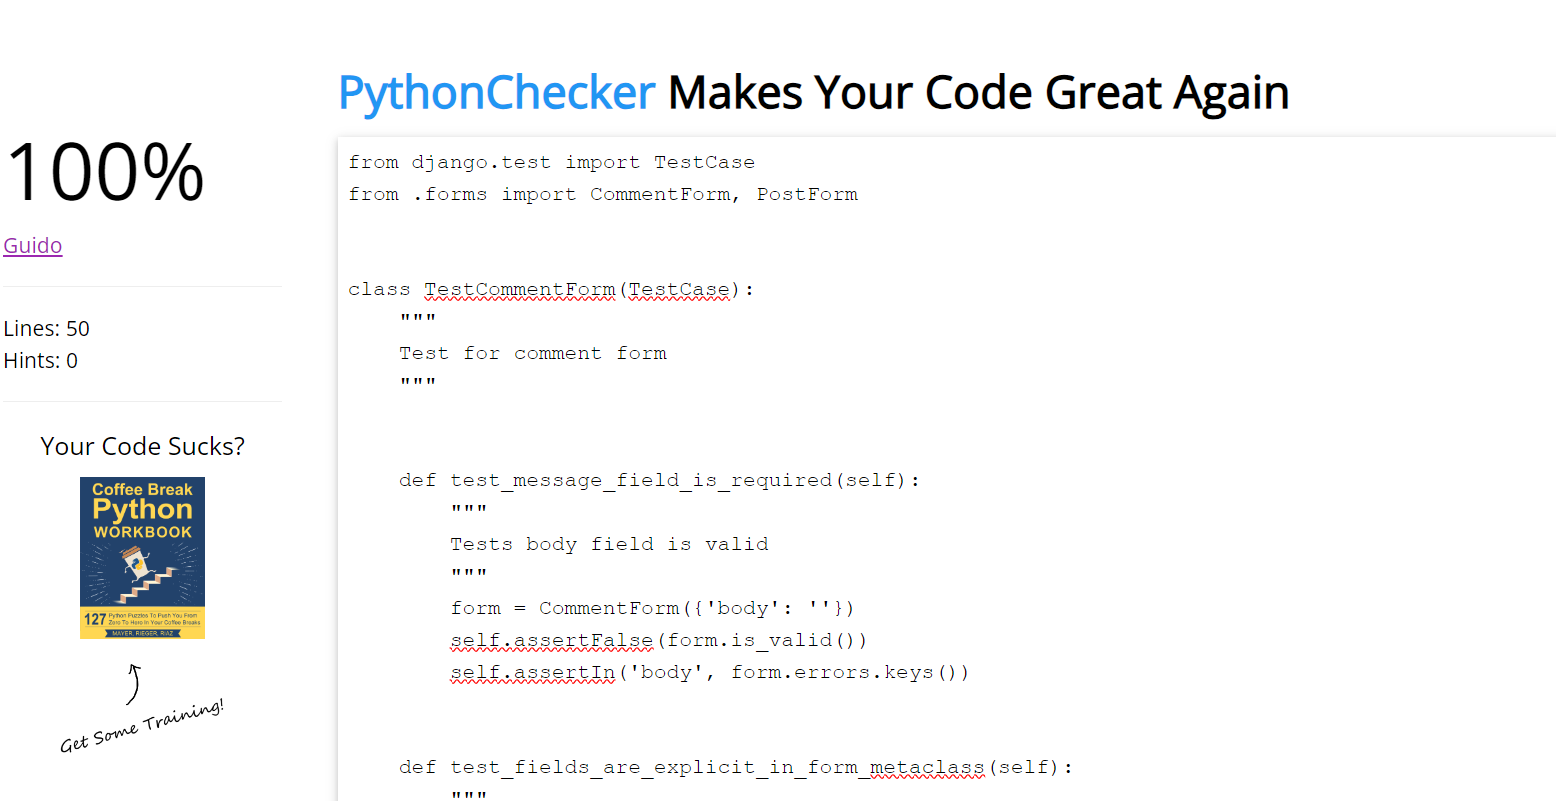 PythonChecker Makes Your Code Great Again
100%
Guido
Lines: 50
Hints: 0
Your Code Sucks?
Coffee Break
Python
WORKBOOK
127 Python Puzzles To Push You From
Zero To Hero in Your Coffee Breaks
MAYER, RIEGER, RIAZ
Get Some Training!
from django.test import TestCase
from .forms import CommentForm, PostForm
class TestCommentForm(TestCase):
    """
    Test for comment form
    """
    def test_message_field_is_required(self):
        """
        Tests body field is valid
        """
        form = CommentForm({'body': ''})
        self.assertFalse(form.is_valid())
        self.assertIn('body', form.errors.keys())
    def test_fields_are_explicit_in_form_metaclass(self):
        """